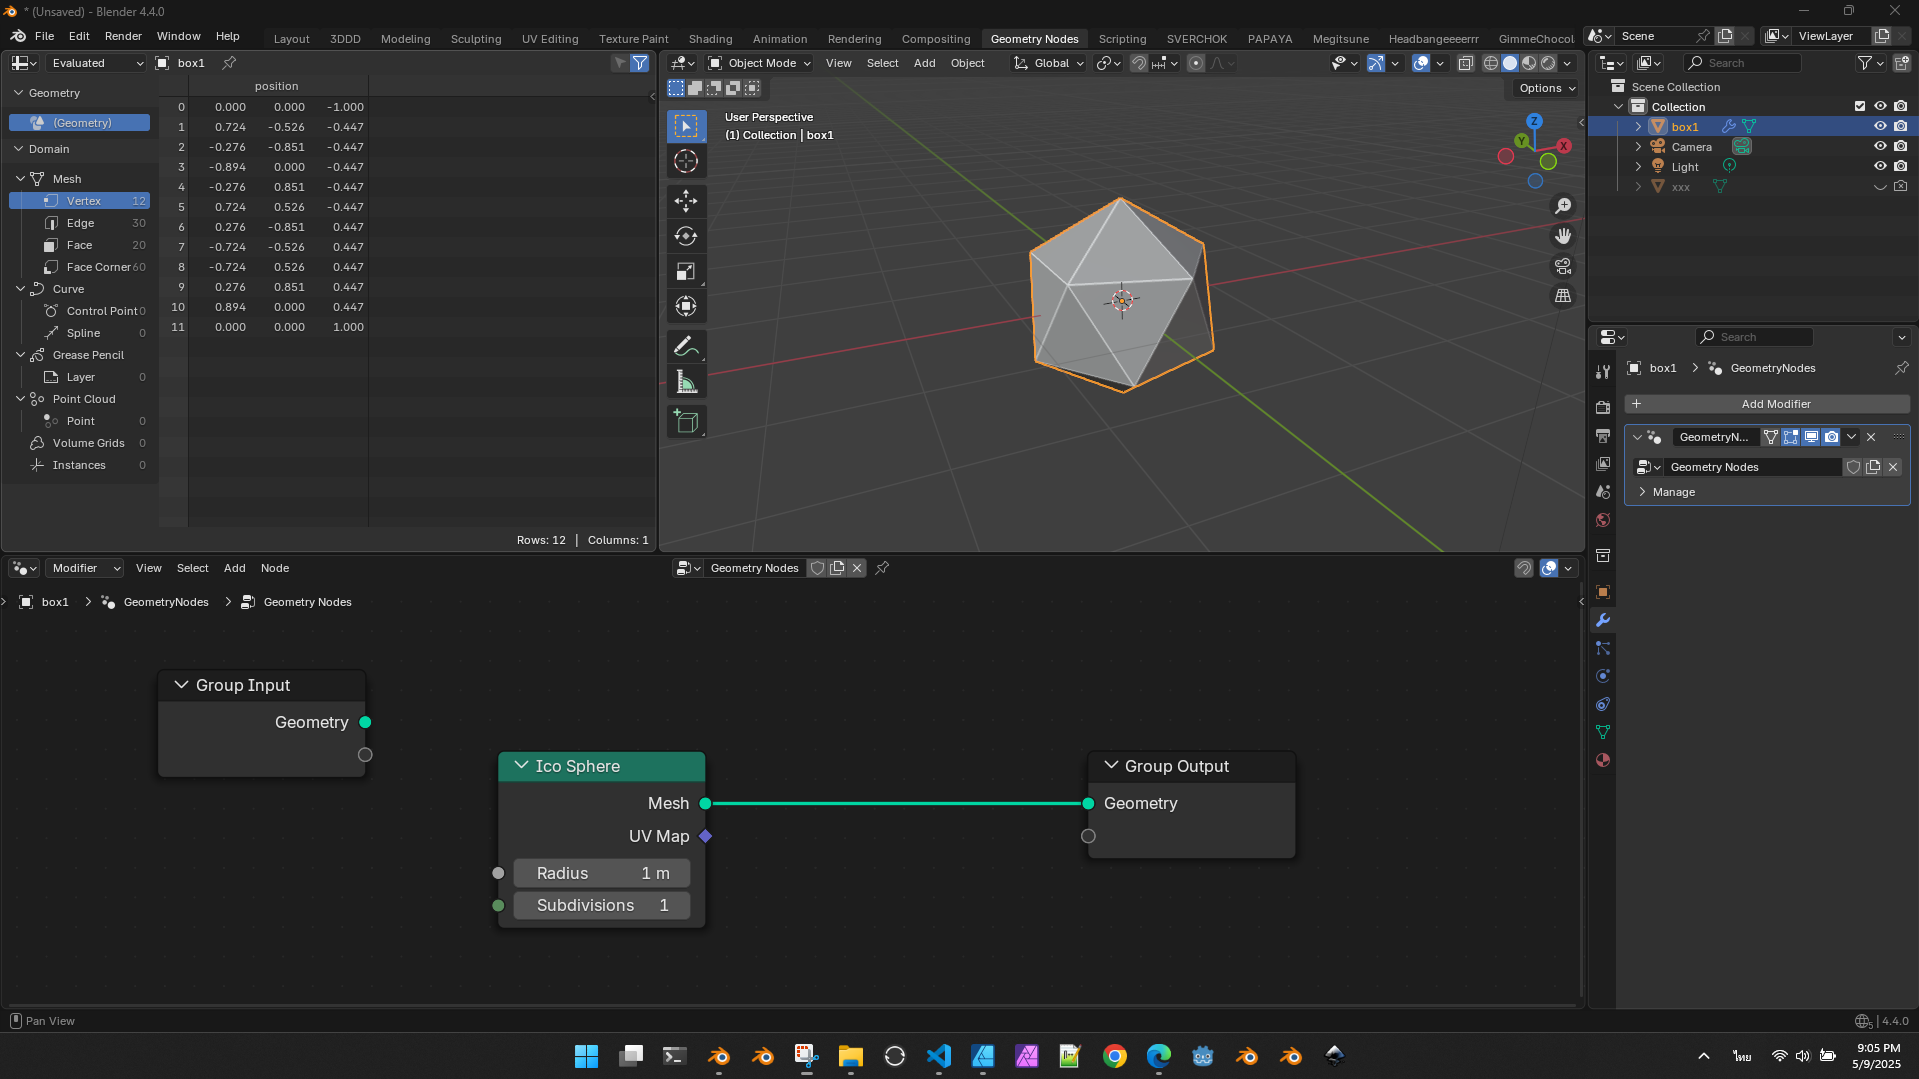 * (Unsaved) - Blender 4.4.0
File Edit Render Window Help
Layout 3DDD Modeling Sculpting UV Editing Texture Paint Shading Animation Rendering Compositing Geometry Nodes Scripting SVERCHOK PAPAYA Megitsune Headbangeeerrr GimmeChocol
Scene
ViewLayer
Evaluated box1
Geometry
(Geometry)
Domain
Mesh
Vertex 12
Edge 30
Face 20
Face Corner 60
Curve
Control Point 0
Spline 0
Grease Pencil
Layer 0
Point Cloud
Point 0
Volume Grids 0
Instances 0
position
0 0.000 0.000 -1.000
1 0.724 -0.526 -0.447
2 -0.276 -0.851 -0.447
3 -0.894 0.000 -0.447
4 -0.276 0.851 -0.447
5 0.724 0.526 -0.447
6 0.276 -0.851 0.447
7 -0.724 -0.526 0.447
8 -0.724 0.526 0.447
9 0.276 0.851 0.447
10 0.894 0.000 0.447
11 0.000 0.000 1.000
Rows: 12 | Columns: 1
Object Mode View Select Add Object Global
Options
User Perspective
(1) Collection | box1
Z
Y
X
Search
Scene Collection
Collection
box1
Camera
Light
xxx
Search
box1 > GeometryNodes
+ Add Modifier
GeometryN...
Geometry Nodes
Manage
Modifier View Select Add Node
Geometry Nodes
box1 > GeometryNodes > Geometry Nodes
Group Input
Geometry
Ico Sphere
Mesh
UV Map
Radius 1 m
Subdivisions 1
Group Output
Geometry
Pan View
5 | 4.4.0
ไทย
9:05 PM
5/9/2025